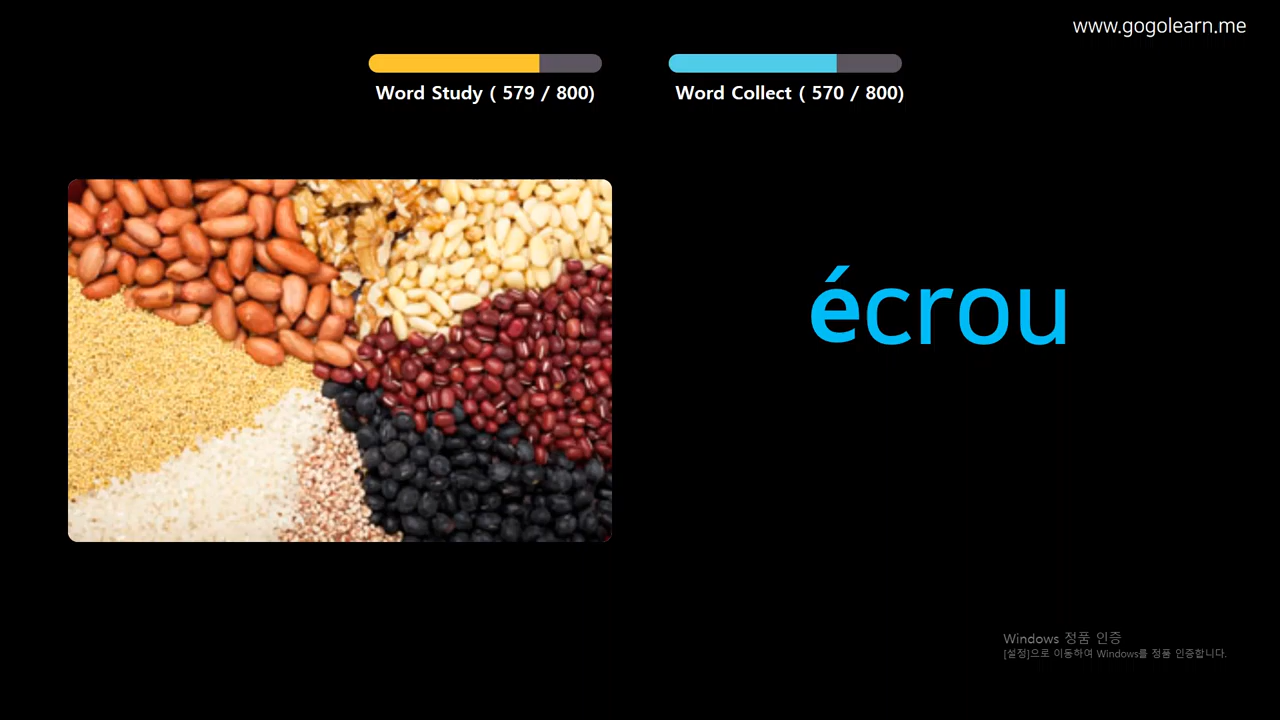 www.gogolearn.me
Word Study ( 579 / 800)
Word Collect ( 570 / 800)
écrou
Windows 정품 인증
[설정]으로 이동하여 Windows를 정품 인증합니다.